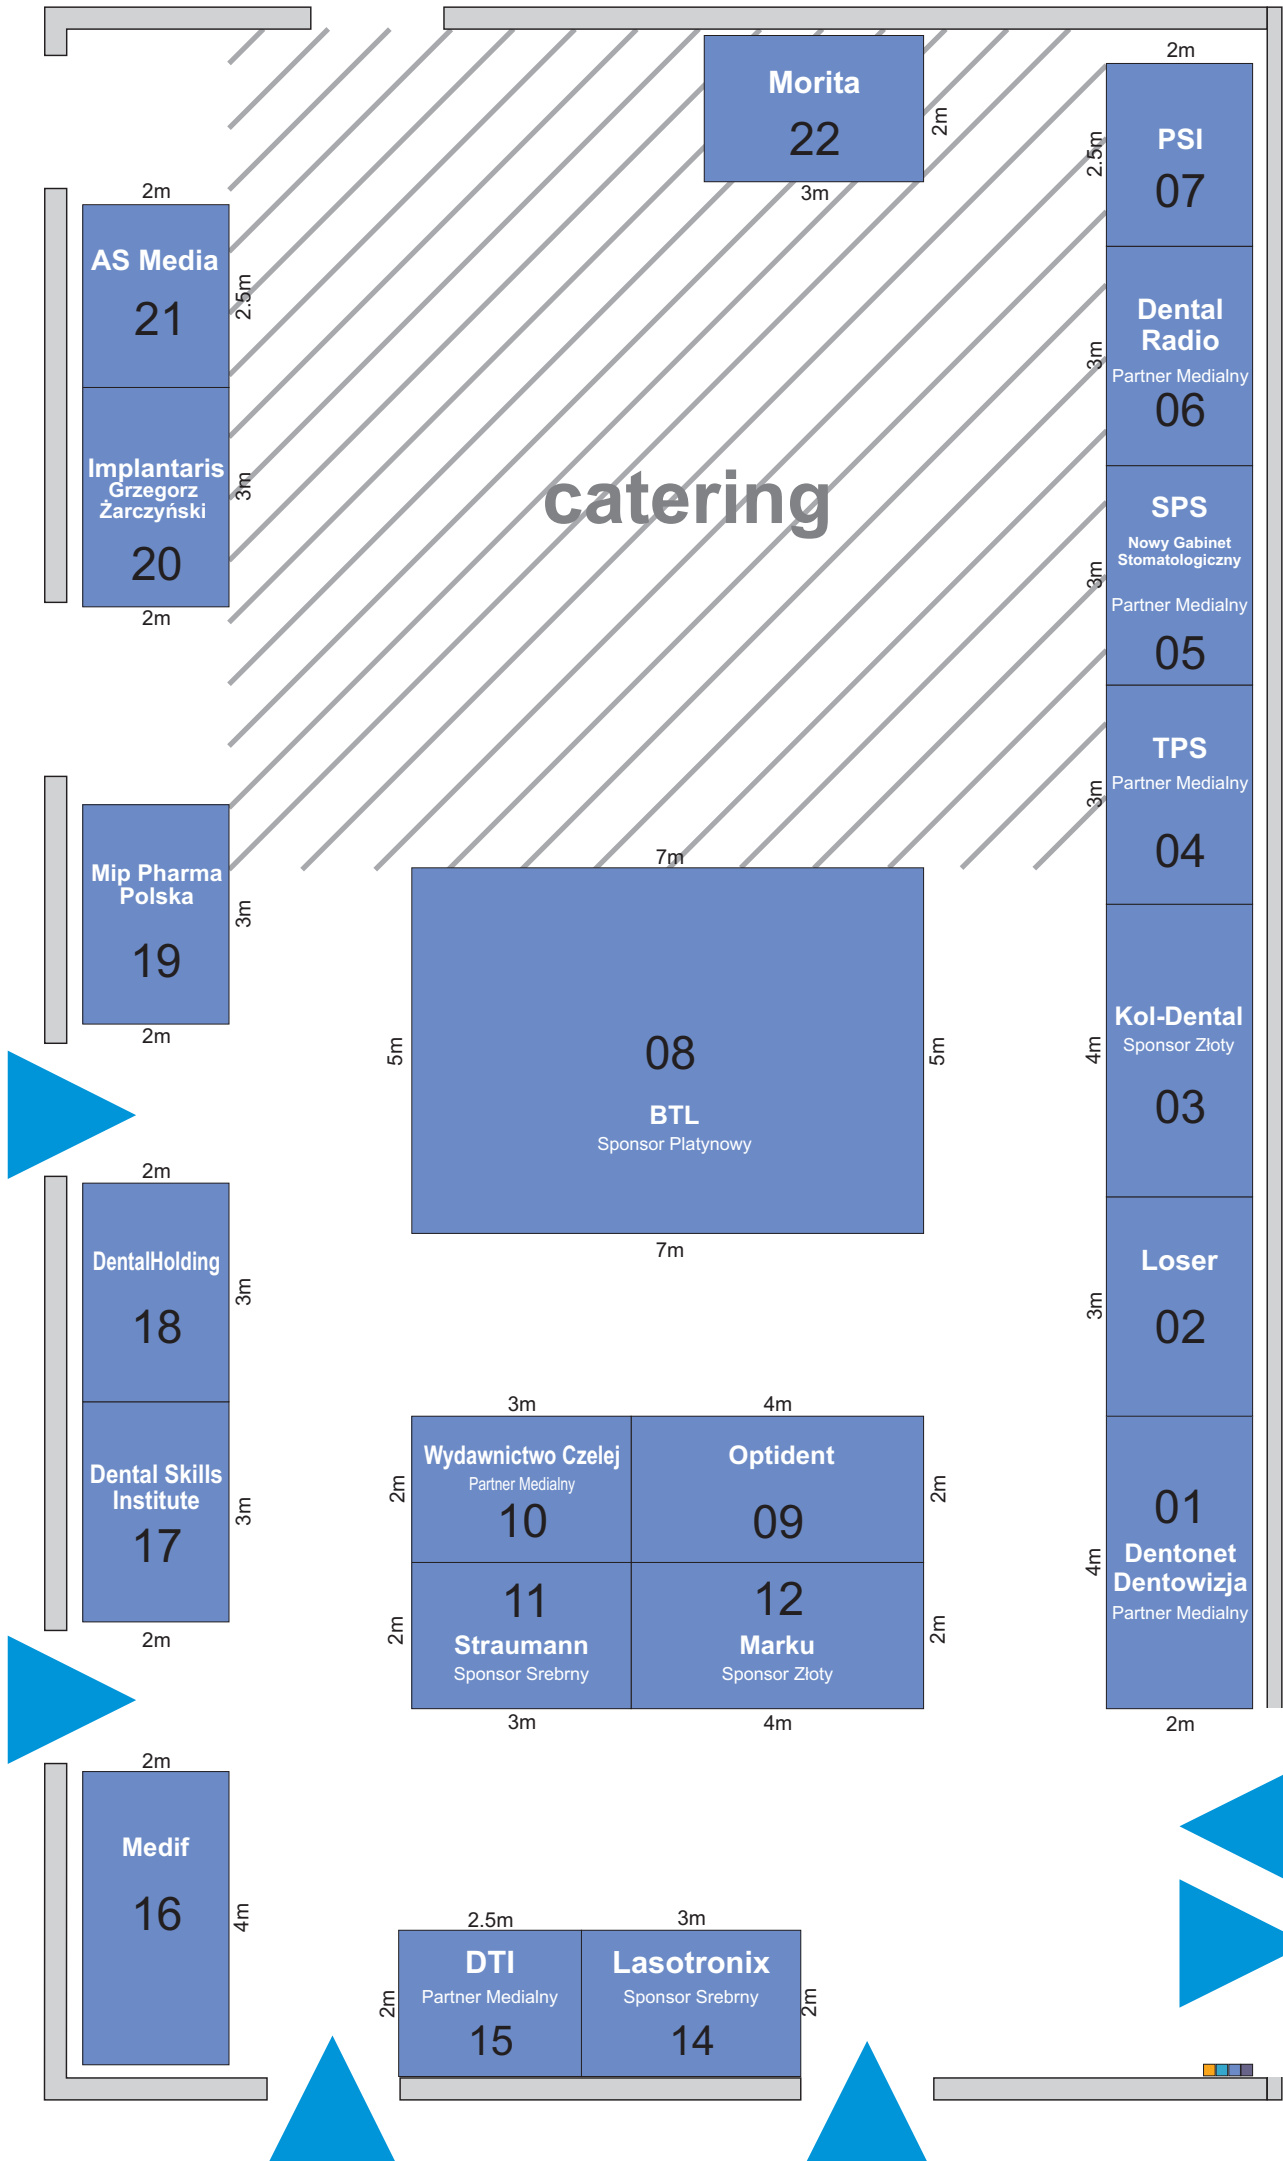 2m
Morita
22
2m
3m
PSI
07
2.5m
2m
AS Media
21
2.5m
Dental
Radio
Partner Medialny
06
3m
Implantaris
Grzegorz
Żarczyński
20
3m
2m
catering
SPS
Nowy Gabinet
Stomatologiczny
Partner Medialny
05
3m
TPS
Partner Medialny
04
3m
Mip Pharma
Polska
19
3m
2m
7m
5m
08
BTL
Sponsor Platynowy
5m
7m
Kol-Dental
Sponsor Złoty
03
4m
2m
DentalHolding
18
3m
Loser
02
3m
Dental Skills
Institute
17
3m
2m
3m
4m
Wydawnictwo Czelej
Partner Medialny
10
2m
Optident
09
2m
11
Straumann
Sponsor Srebrny
2m
12
Marku
Sponsor Złoty
2m
3m
4m
01
Dentonet
Dentowizja
Partner Medialny
4m
2m
2m
Medif
16
4m
2.5m
3m
DTI
Partner Medialny
15
2m
Lasotronix
Sponsor Srebrny
14
2m